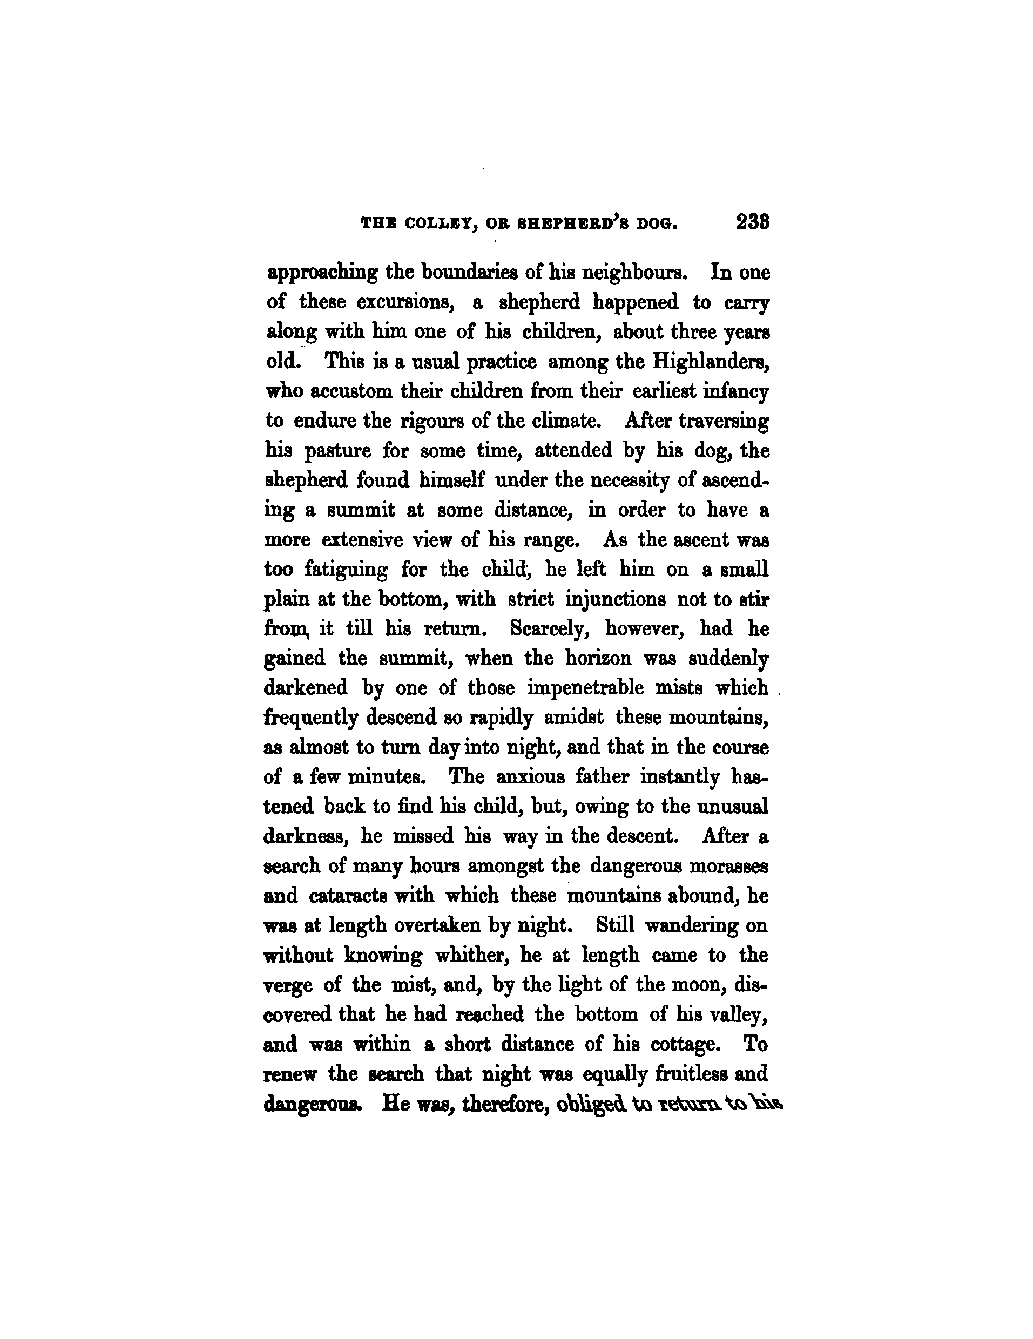 THE COLLEY, OR SHEPHERD'S DOG. 233
approaching the boundaries of his neighbours. In one
of these excursions, a shepherd happened to carry
along with him one of his children, about three years
old. This is a usual practice among the Highlanders,
who accustom their children from their earliest infancy
to endure the rigours of the climate. After traversing
his pasture for some time, attended by his dog, the
shepherd found himself under the necessity of ascend-
ing a summit at some distance, in order to have a
more extensive view of his range. As the ascent was
too fatiguing for the child, he left him on a small
plain at the bottom, with strict injunctions not to stir
from it till his return. Scarcely, however, had he
gained the summit, when the horizon was suddenly
darkened by one of those impenetrable mists which
frequently descend so rapidly amidst these mountains,
as almost to turn day into night, and that in the course
of a few minutes. The anxious father instantly has-
tened back to find his child, but, owing to the unusual
darkness, he missed his way in the descent. After a
search of many hours amongst the dangerous morasses
and cataracts with which these mountains abound, he
was at length overtaken by night. Still wandering on
without knowing whither, he at length came to the
verge of the mist, and, by the light of the moon, dis-
covered that he had reached the bottom of his valley,
and was within a short distance of his cottage. To
renew the search that night was equally fruitless and
dangerous. He was, therefore, obliged to return to his